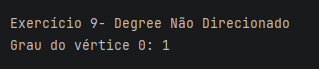 Exercício 9- Degree Não Direcionado
Grau do vértice 0: 1